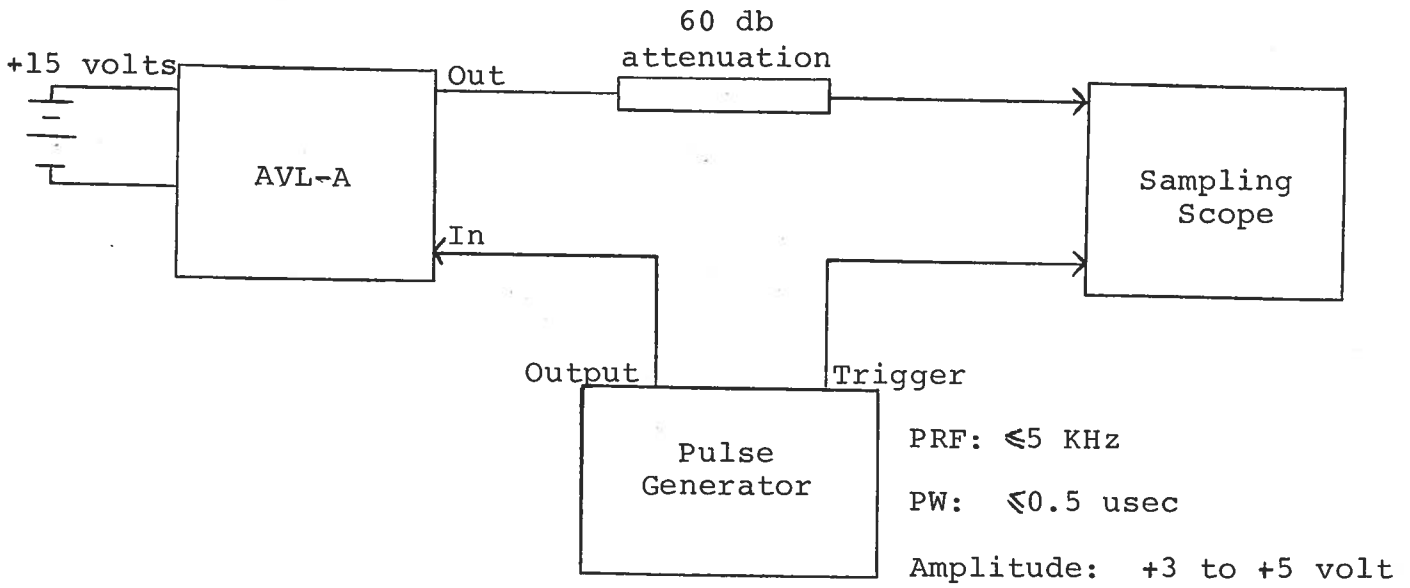 60 db
attenuation
+15 volts
Out
AVL-A
In
Sampling
Scope
Output
Trigger
Pulse
Generator
PRF: ⩽5 KHz
PW: ⩽0.5 usec
Amplitude: +3 to +5 volt